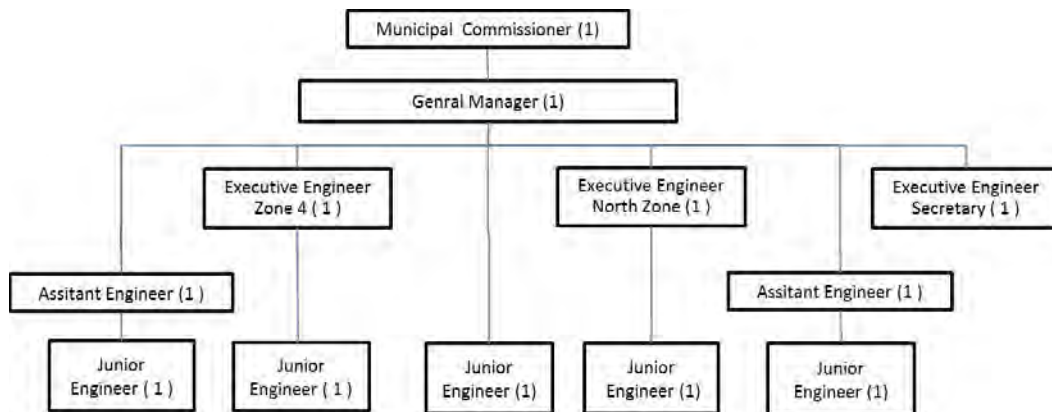 Municipal Commissioner (1)
Genral Manager (1)
Executive Engineer
Zone 4 ( 1 )
Executive Engineer
North Zone (1 )
Executive Engineer
Secretary ( 1 )
Assitant Engineer (1 )
Assitant Engineer (1 )
Junior
Engineer ( 1 )
Junior
Engineer ( 1 )
Junior
Engineer (1)
Junior
Engineer (1)
Junior
Engineer (1)